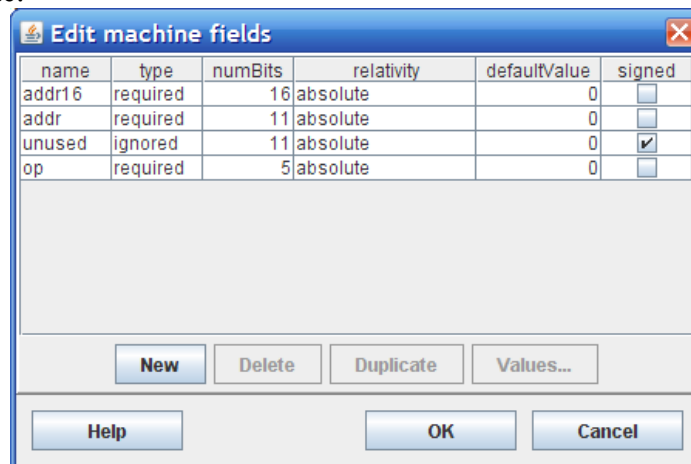 Edit machine fields
name type numBits relativity defaultValue signed
addr16 required 16 absolute 0
addr required 11 absolute 0
unused ignored 11 absolute 0
op required 5 absolute 0
New Delete Duplicate Values...
Help OK Cancel